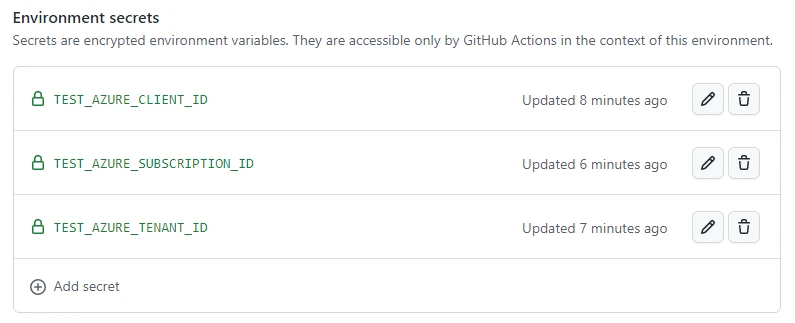 Environment secrets
Secrets are encrypted environment variables. They are accessible only by GitHub Actions in the context of this environment.
TEST_AZURE_CLIENT_ID Updated 8 minutes ago
TEST_AZURE_SUBSCRIPTION_ID Updated 6 minutes ago
TEST_AZURE_TENANT_ID Updated 7 minutes ago
Add secret